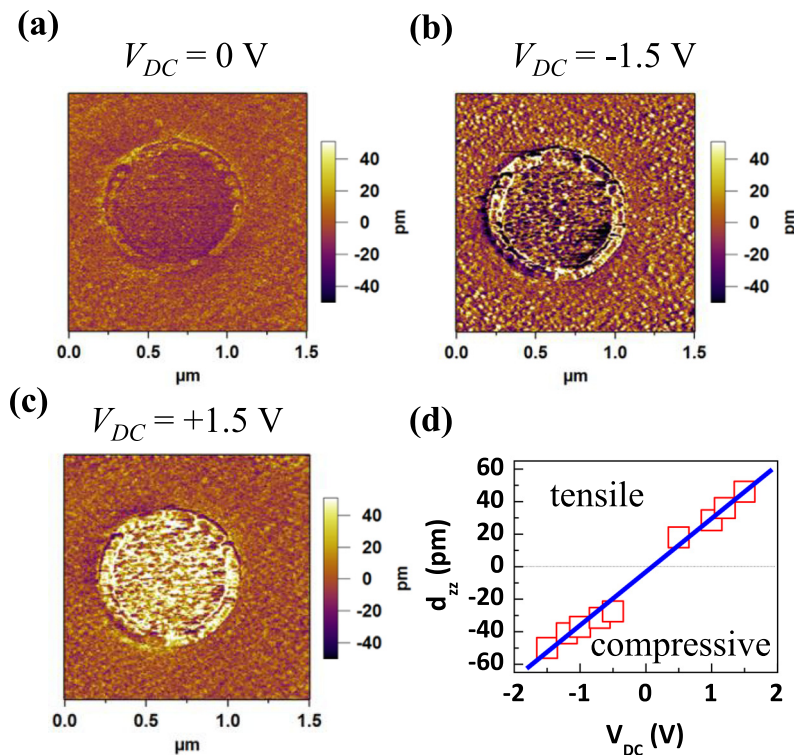 (a)
V_DC = 0 V
40
20
0
-20
-40
pm
0.0 0.5 1.0 1.5
µm
(b)
V_DC = -1.5 V
40
20
0
-20
-40
pm
0.0 0.5 1.0 1.5
µm
(c)
V_DC = +1.5 V
40
20
0
-20
-40
pm
0.0 0.5 1.0 1.5
µm
(d)
60
40
20
0
-20
-40
-60
d_zz (pm)
tensile
compressive
-2 -1 0 1 2
V_DC (V)